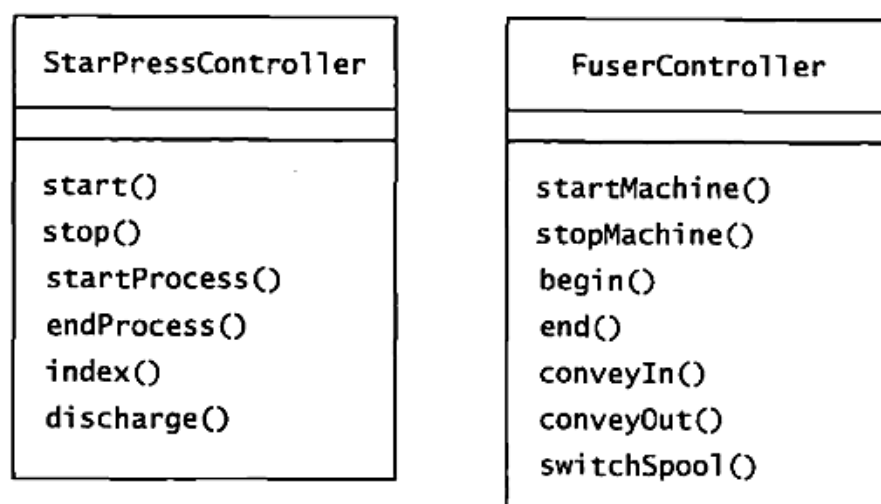 StarPressController
start()
stop()
startProcess()
endProcess()
index()
discharge()
FuserController
startMachine()
stopMachine()
begin()
end()
conveyIn()
conveyOut()
switchSpool()